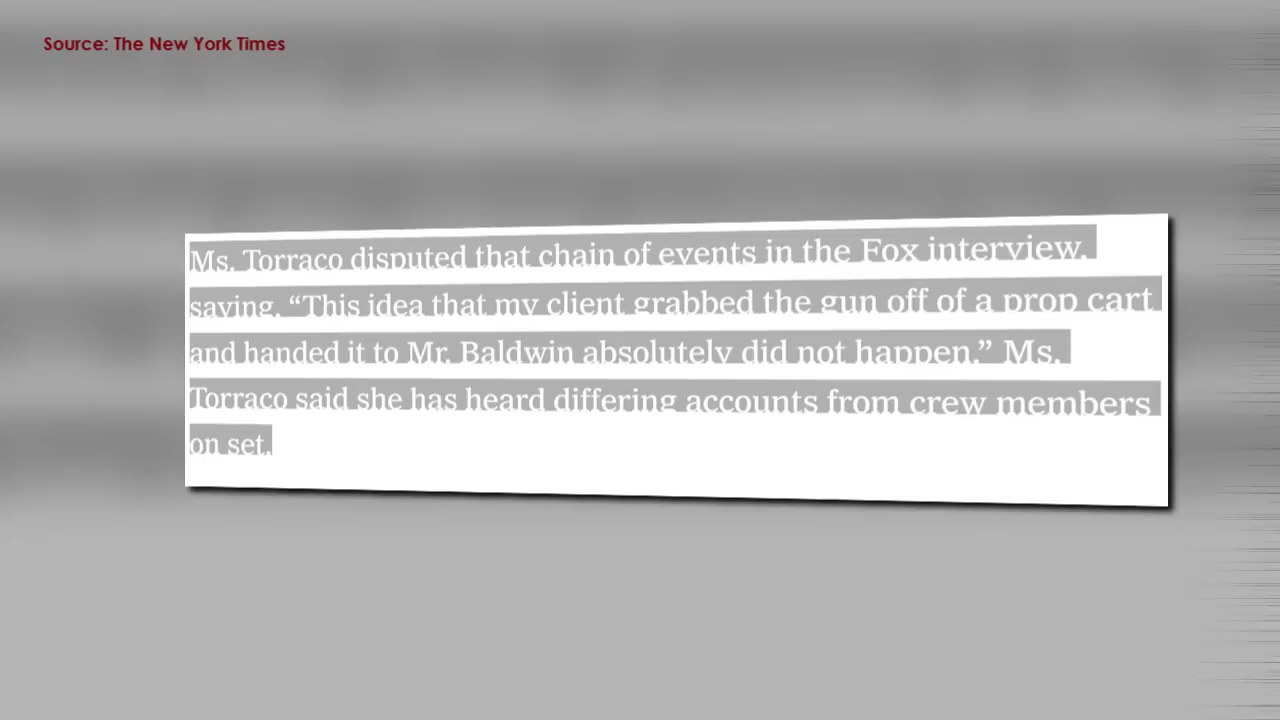 Source: The New York Times
Ms. Torraco disputed that chain of events in the Fox interview,
saying, “This idea that my client grabbed the gun off of a prop cart
and handed it to Mr. Baldwin absolutely did not happen.” Ms.
Torraco said she has heard differing accounts from crew members
on set.